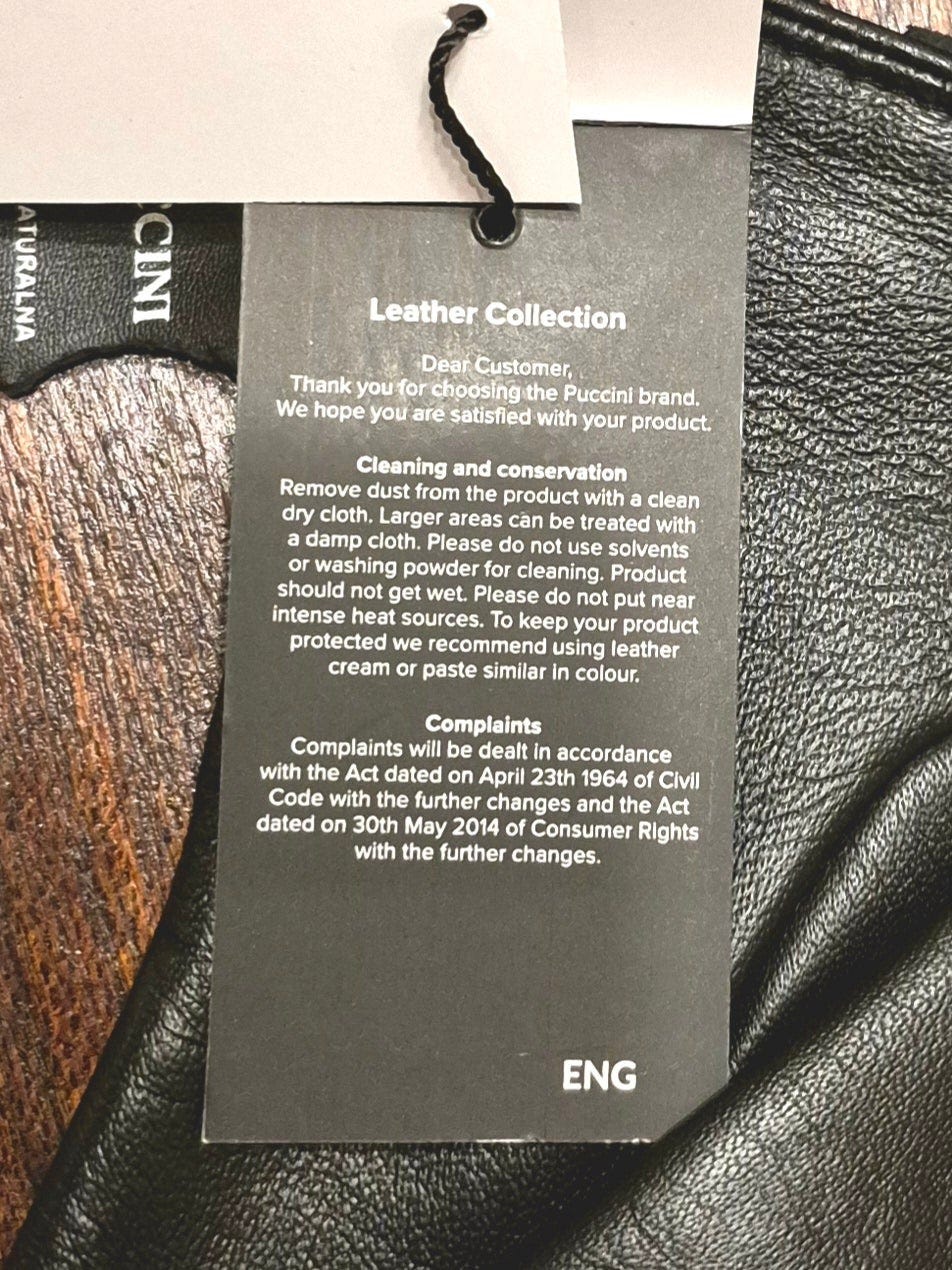 CCINI
ATURALNA
Leather Collection
Dear Customer,
Thank you for choosing the Puccini brand.
We hope you are satisfied with your product.
Cleaning and conservation
Remove dust from the product with a clean
dry cloth. Larger areas can be treated with
a damp cloth. Please do not use solvents
or washing powder for cleaning. Product
should not get wet. Please do not put near
intense heat sources. To keep your product
protected we recommend using leather
cream or paste similar in colour.
Complaints
Complaints will be dealt in accordance
with the Act dated on April 23th 1964 of Civil
Code with the further changes and the Act
dated on 30th May 2014 of Consumer Rights
with the further changes.
ENG